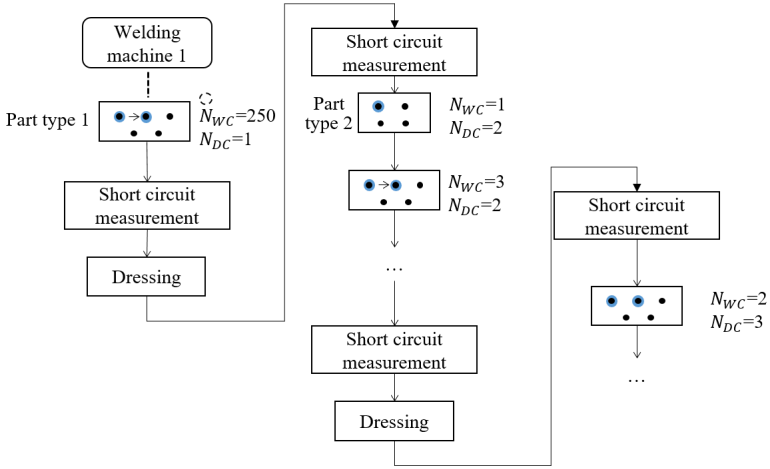 Welding
machine 1
Part type 1
N_WC=250
N_DC=1
Short circuit
measurement
Dressing
Short circuit
measurement
Part
type 2
N_WC=1
N_DC=2
N_WC=3
N_DC=2
...
Short circuit
measurement
Dressing
Short circuit
measurement
N_WC=2
N_DC=3
...